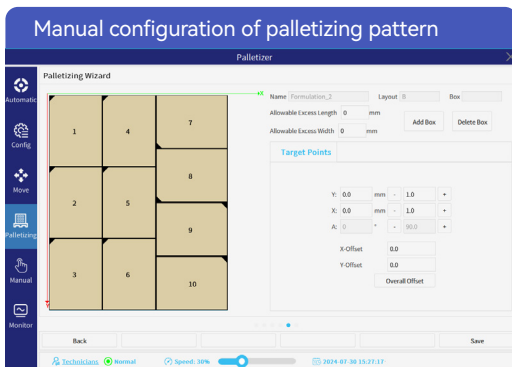 Manual configuration of palletizing pattern
Palletizer
Palletizing Wizard
Automatic
Config
Move
Palletizing
Manual
Monitor
X
Y
1 4 7
8
2 5
9
3 6
10
Name Formulation_2 Layout B Box
Allowable Excess Length 0 mm
Allowable Excess Width 0 mm
Add Box Delete Box
Target Points
Y: 0.0 mm - 1.0 +
X: 0.0 mm - 1.0 +
A: 0 ° - 90.0 +
X-Offset 0.0
Y-Offset 0.0
Overall Offset
Back Save
Technicians Normal Speed: 30% 2024-07-30 15:27:17